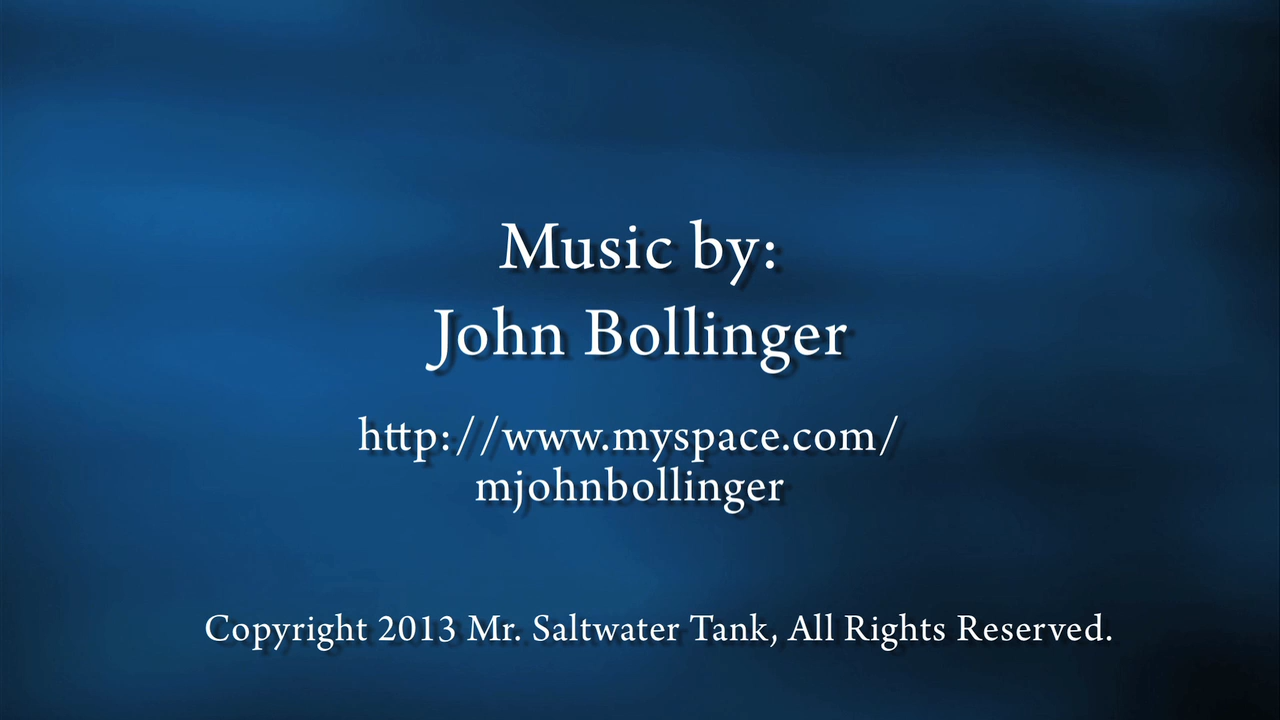 Music by:
John Bollinger
http://www.myspace.com/
mjohnbollinger
Copyright 2013 Mr. Saltwater Tank, All Rights Reserved.